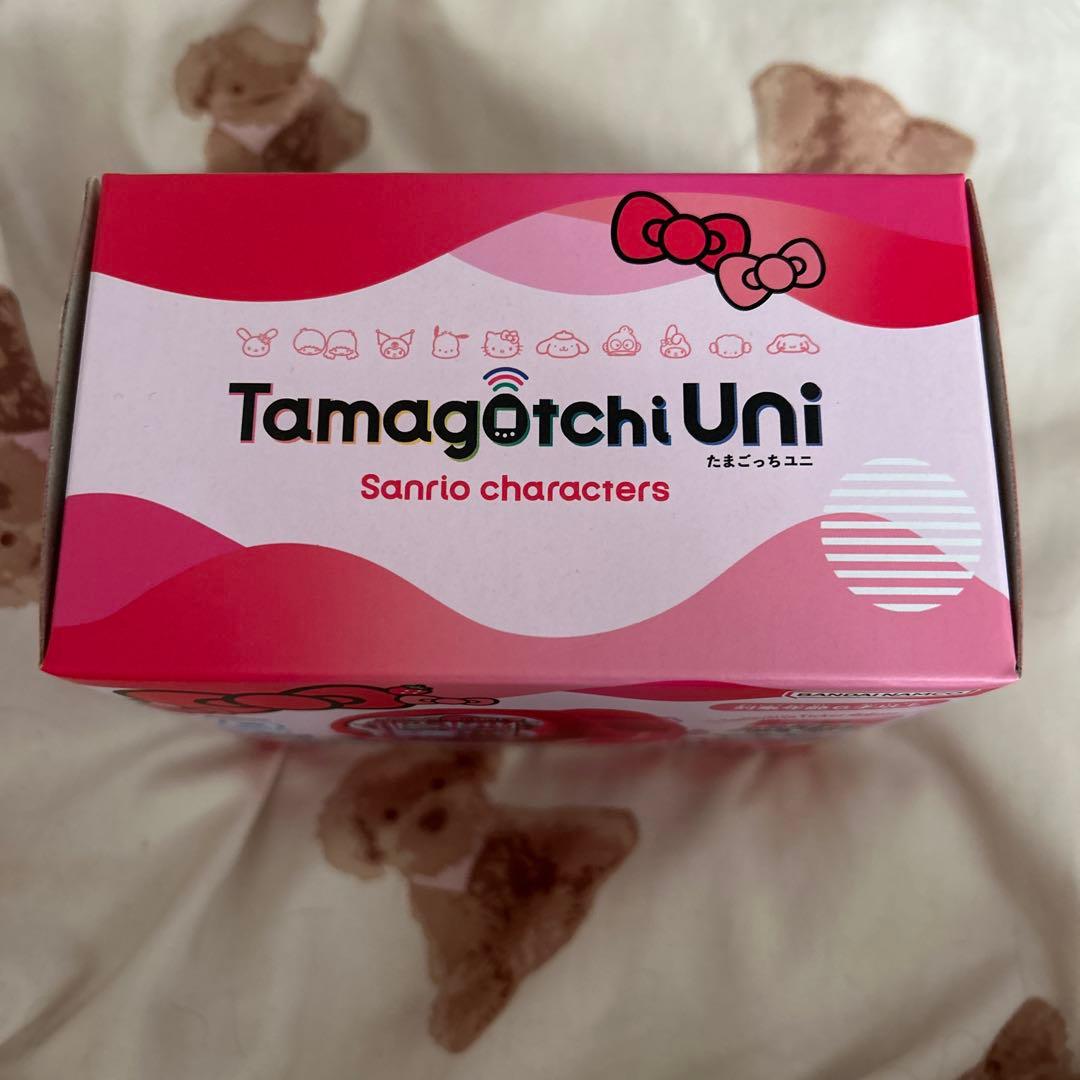 Tamagotchi Uni
たまごっちユニ
Sanrio characters
BANDAI NAMCO